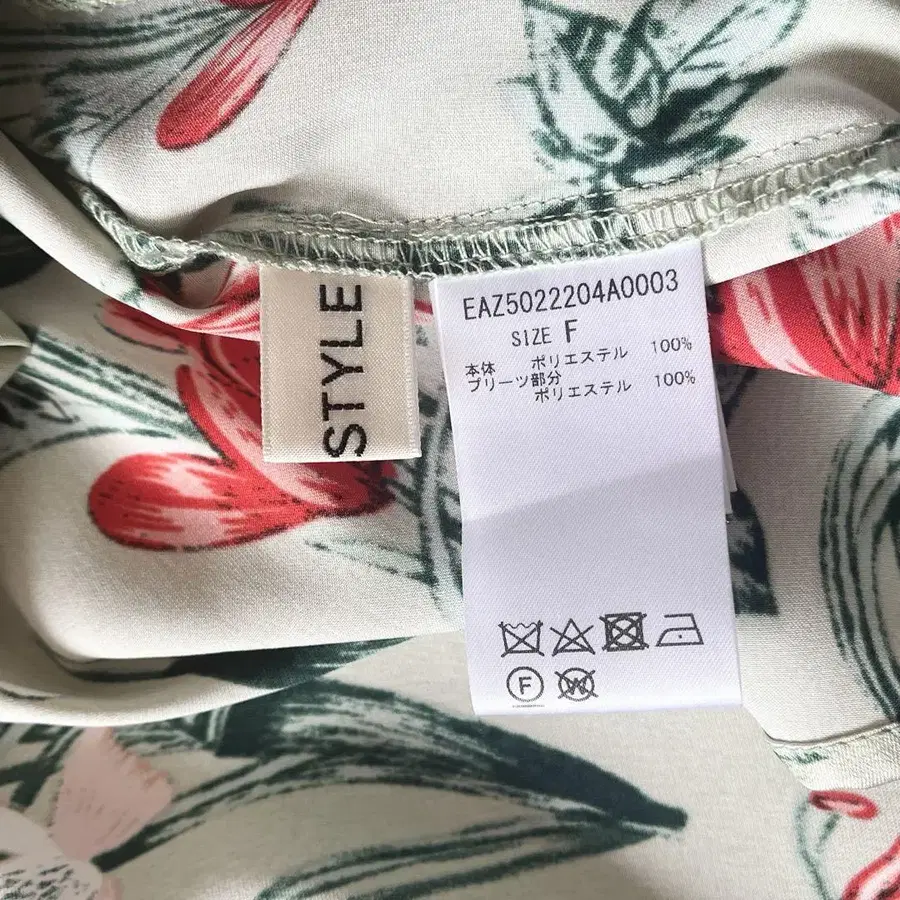 STYLE
EAZ5022204A0003
SIZE F
本体 ポリエステル 100%
プリーツ部分
ポリエステル 100%
F W